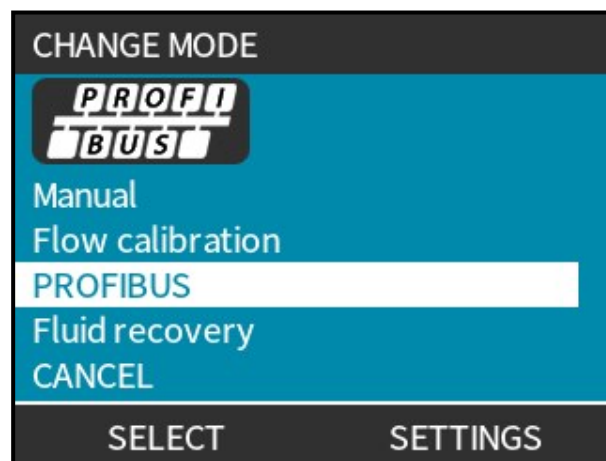 CHANGE MODE
PROFI
BUS
Manual
Flow calibration
PROFIBUS
Fluid recovery
CANCEL
SELECT SETTINGS